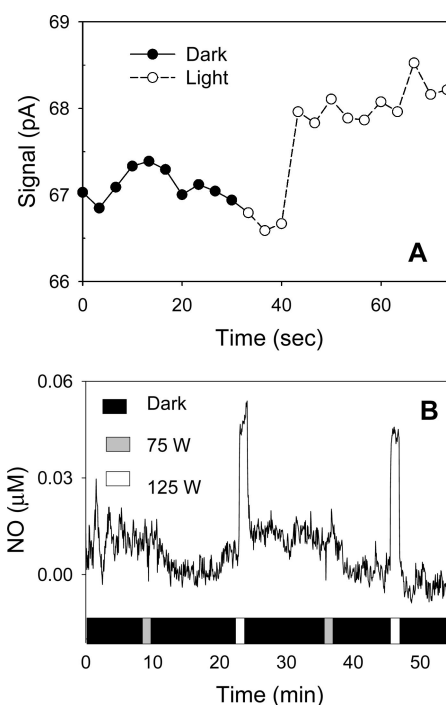 69
68
67
66
Signal (pA)
Dark
Light
A
0 20 40 60
Time (sec)
0.06
0.03
0.00
NO (μM)
B
Dark
75 W
125 W
0 10 20 30 40 50
Time (min)